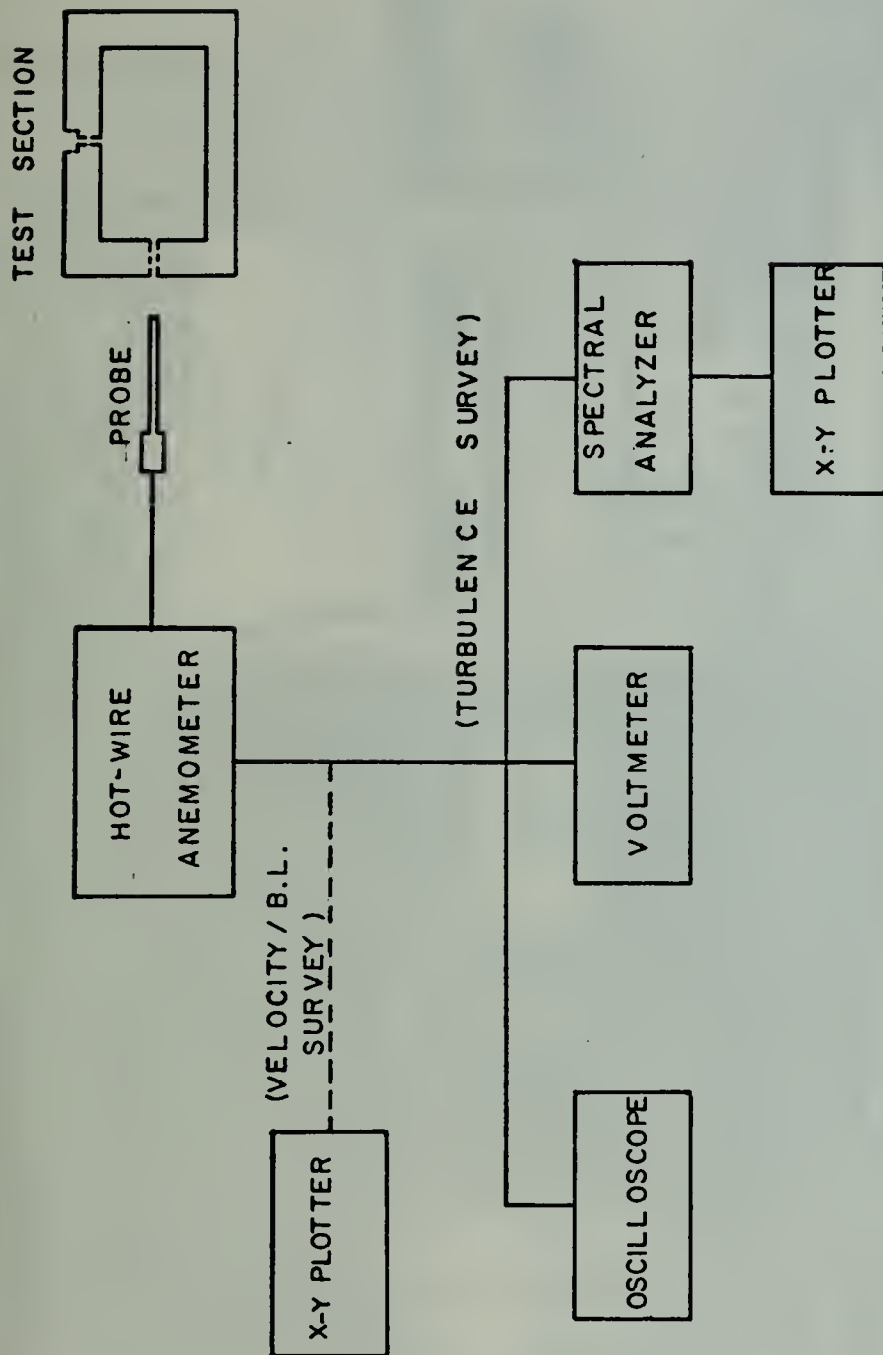 TEST SECTION
PROBE
HOT-WIRE
ANEMOMETER
(VELOCITY/B.L.
SURVEY)
X-Y PLOTTER
(TURBULENCE SURVEY)
OSCILLOSCOPE
VOLTMETER
SPECTRAL
ANALYZER
X-Y PLOTTER